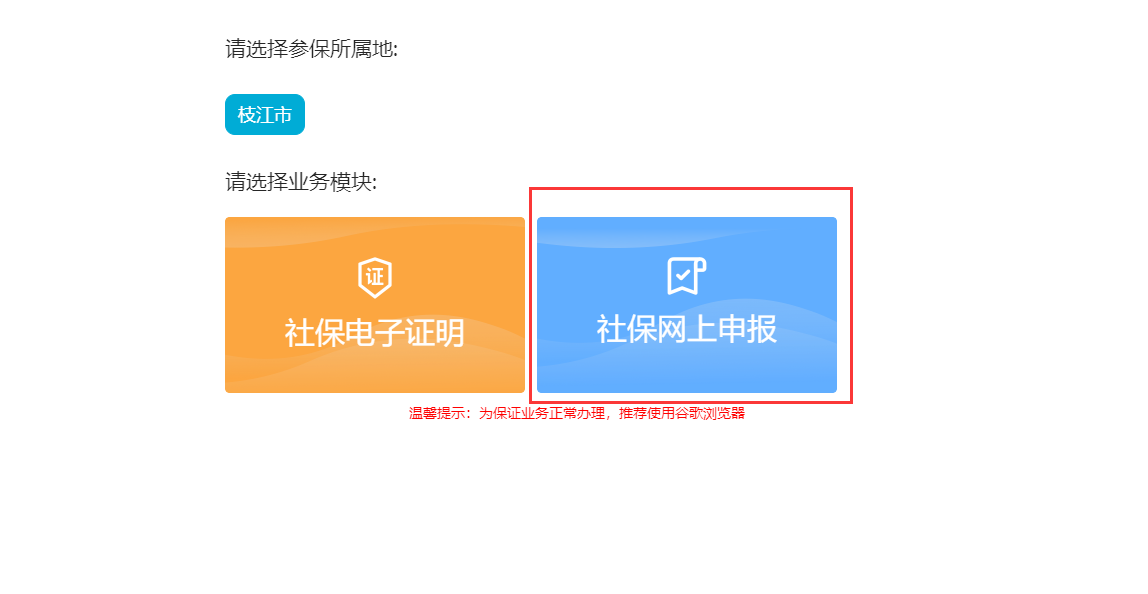 请选择参保所属地:
枝江市
请选择业务模块:
证
社保电子证明
社保网上申报
温馨提示：为保证业务正常办理，推荐使用谷歌浏览器